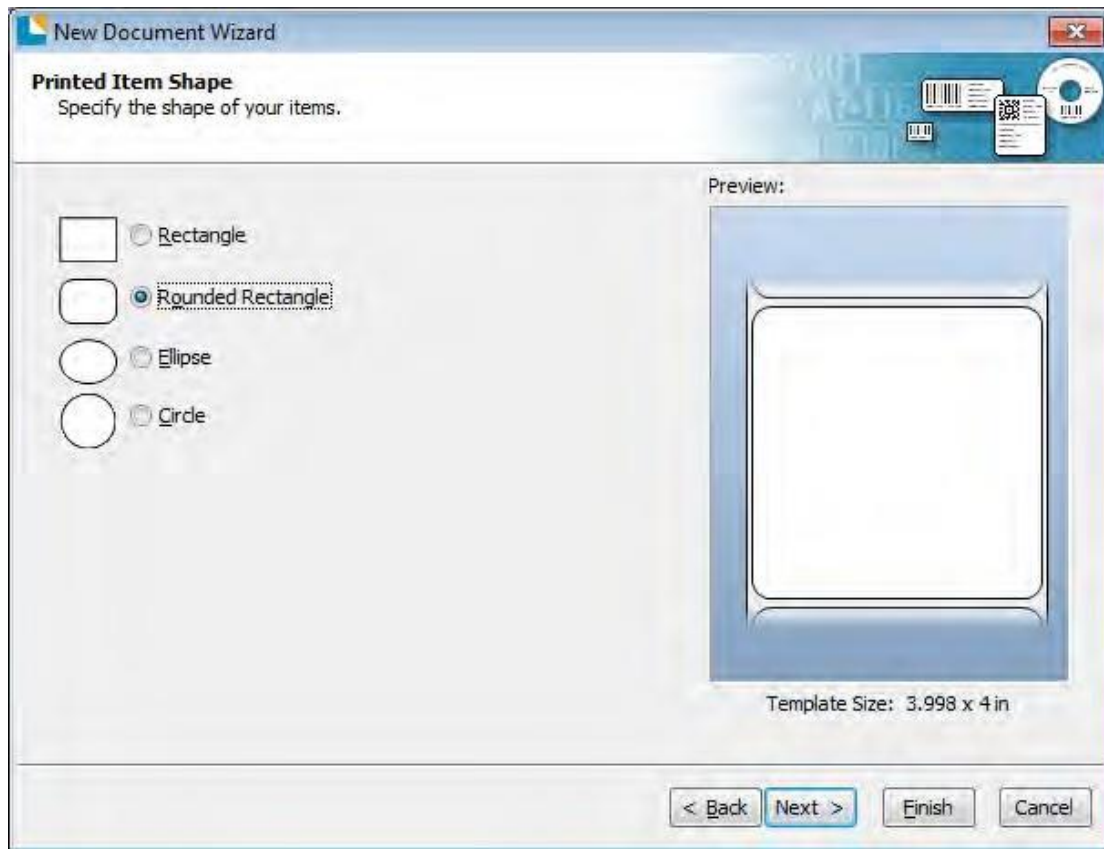 New Document Wizard
Printed Item Shape
Specify the shape of your items.
Preview:
Rectangle
Rounded Rectangle
Ellipse
Circle
Template Size: 3.998 x 4 in
< Back
Next >
Finish
Cancel